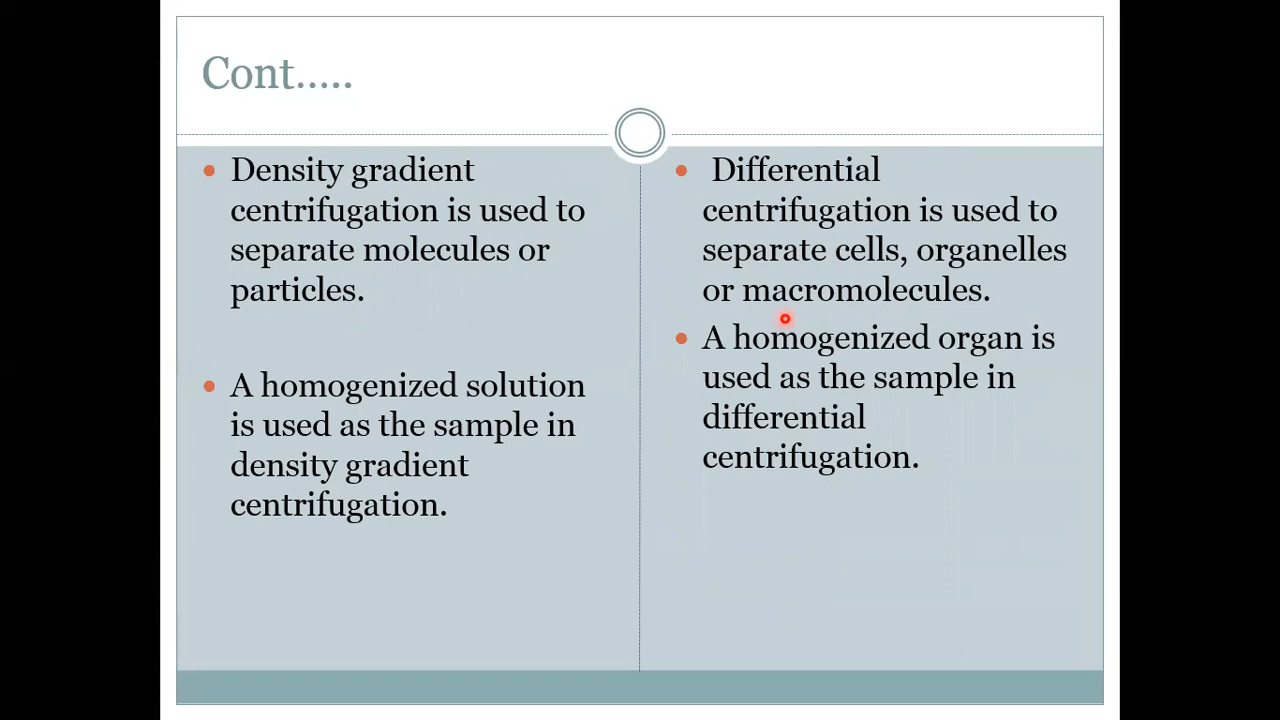 Cont.....
• Density gradient
centrifugation is used to
separate molecules or
particles.
• A homogenized solution
is used as the sample in
density gradient
centrifugation.
• Differential
centrifugation is used to
separate cells, organelles
or macromolecules.
• A homogenized organ is
used as the sample in
differential
centrifugation.